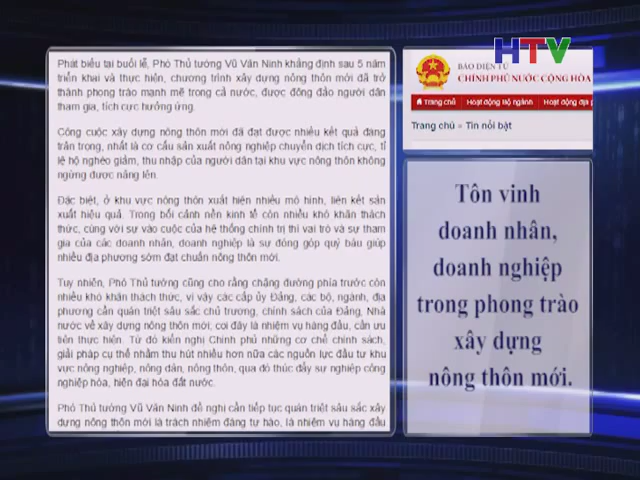 Phát biểu tại buổi lễ, Phó Thủ tướng Vũ Văn Ninh khẳng định sau 5 năm
triển khai và thực hiện, chương trình xây dựng nông thôn mới đã trở
thành phong trào mạnh mẽ trong cả nước, được đông đảo người dân
tham gia, tích cực hưởng ứng.
Công cuộc xây dựng nông thôn mới đã đạt được nhiều kết quả đáng
trân trọng, nhất là cơ cấu sản xuất nông nghiệp chuyển dịch tích cực, tỉ
lệ hộ nghèo giảm, thu nhập của người dân tại khu vực nông thôn không
ngừng được nâng lên.
Đặc biệt, ở khu vực nông thôn xuất hiện nhiều mô hình, liên kết sản
xuất hiệu quả. Trong bối cảnh nền kinh tế còn nhiều khó khăn thách
thức, cùng với sự vào cuộc của hệ thống chính trị thì vai trò và sự tham
gia của các doanh nhân, doanh nghiệp là sự đóng góp quý báu giúp
nhiều địa phương sớm đạt chuẩn nông thôn mới.
Tuy nhiên, Phó Thủ tướng cũng cho rằng chặng đường phía trước còn
nhiều khó khăn thách thức, vì vậy các cấp ủy Đảng, các bộ, ngành, địa
phương cần quán triệt sâu sắc chủ trương, chính sách của Đảng, Nhà
nước về xây dựng nông thôn mới; coi đây là nhiệm vụ hàng đầu, cần ưu
tiên thực hiện. Từ đó kiến nghị Chính phủ những cơ chế chính sách,
giải pháp cụ thể nhằm thu hút nhiều hơn nữa các nguồn lực đầu tư khu
vực nông nghiệp, nông dân, nông thôn, qua đó thúc đẩy sự nghiệp công
nghiệp hóa, hiện đại hóa đất nước.
Phó Thủ tướng Vũ Văn Ninh đề nghị cần tiếp tục quán triệt sâu sắc xây
dựng nông thôn mới là trách nhiệm đáng tự hào, là nhiệm vụ hàng đầu
HTV
BÁO ĐIỆN TỬ
CHÍNH PHỦ NƯỚC CỘNG HÒA
Trang chủ Hoạt động Bộ ngành Hoạt động địa p
Trang chủ » Tin nổi bật
Tôn vinh
doanh nhân,
doanh nghiệp
trong phong trào
xây dựng
nông thôn mới.